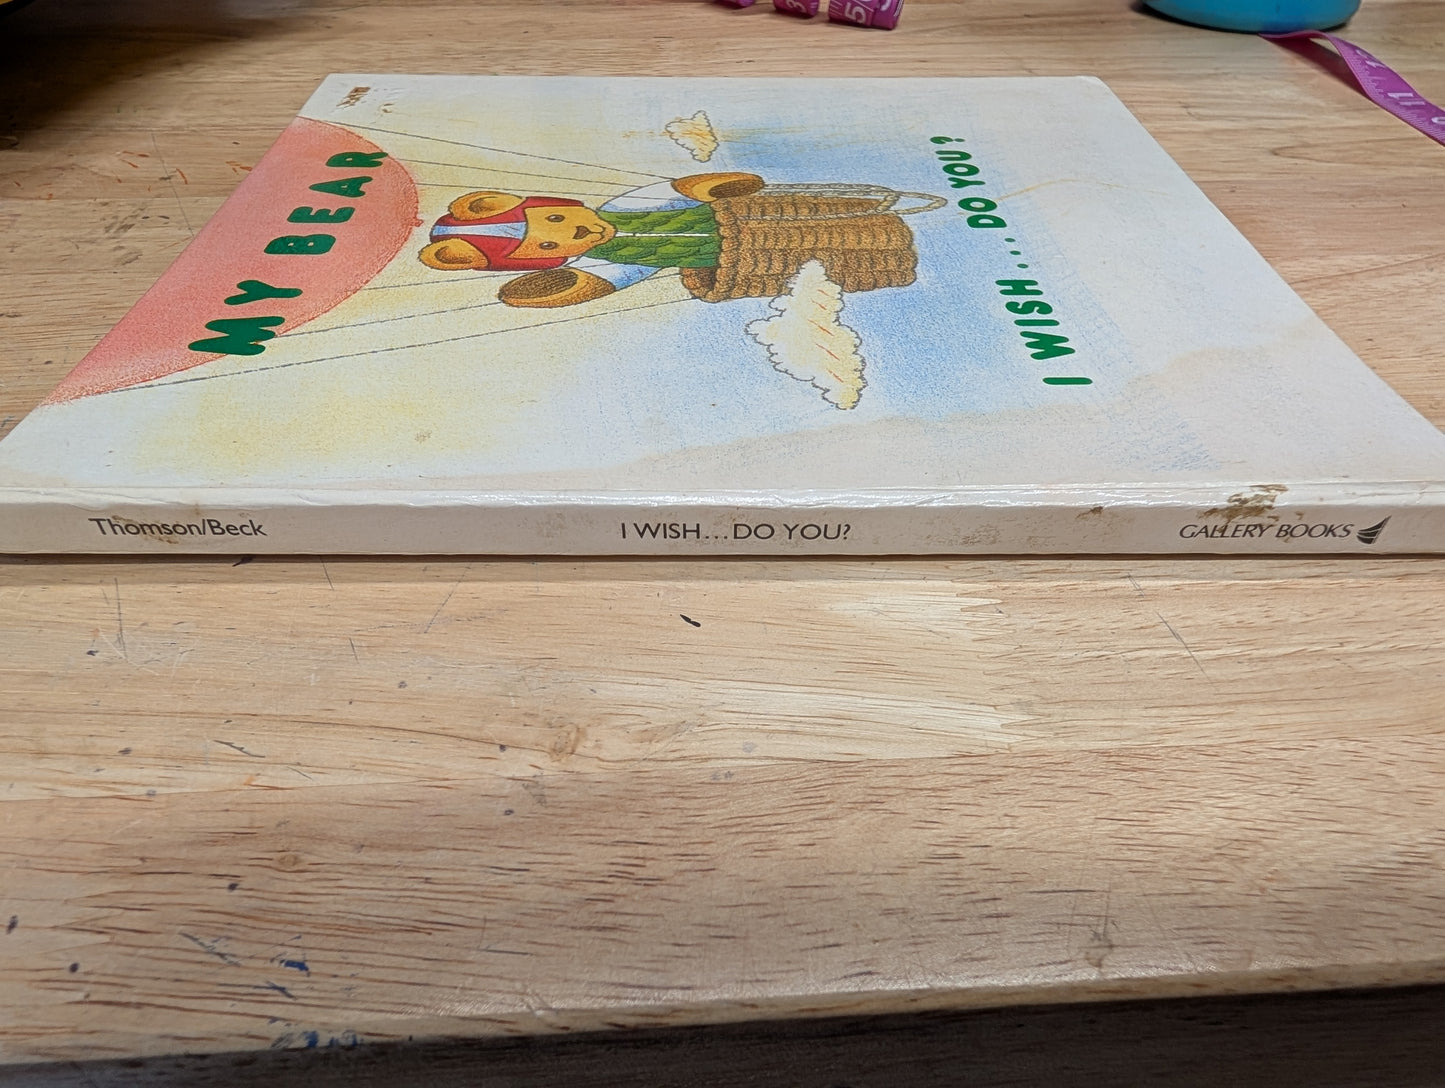 MY BEAR
I WISH... DO YOU?
Thomson/Beck
I WISH...DO YOU?
GALLERY BOOKS